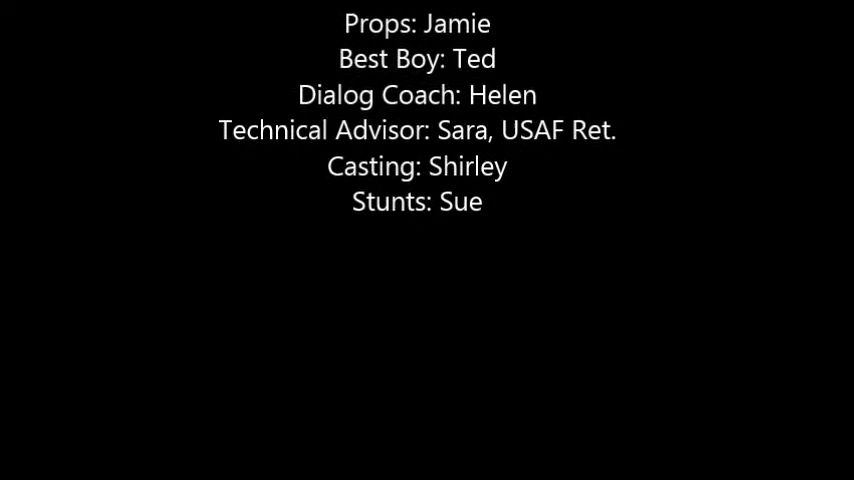 Props: Jamie
Best Boy: Ted
Dialog Coach: Helen
Technical Advisor: Sara, USAF Ret.
Casting: Shirley
Stunts: Sue